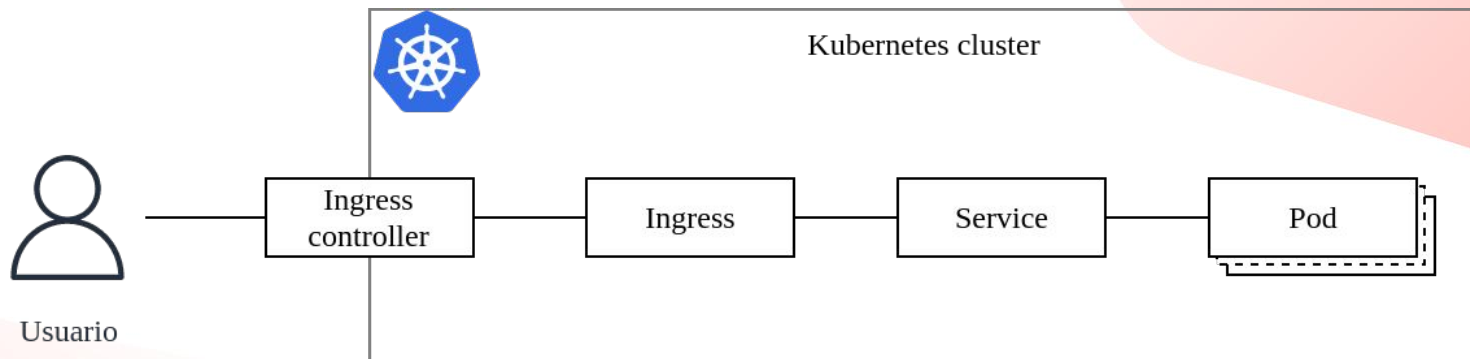 Kubernetes cluster
Ingress
controller
Ingress
Service
Pod
Usuario